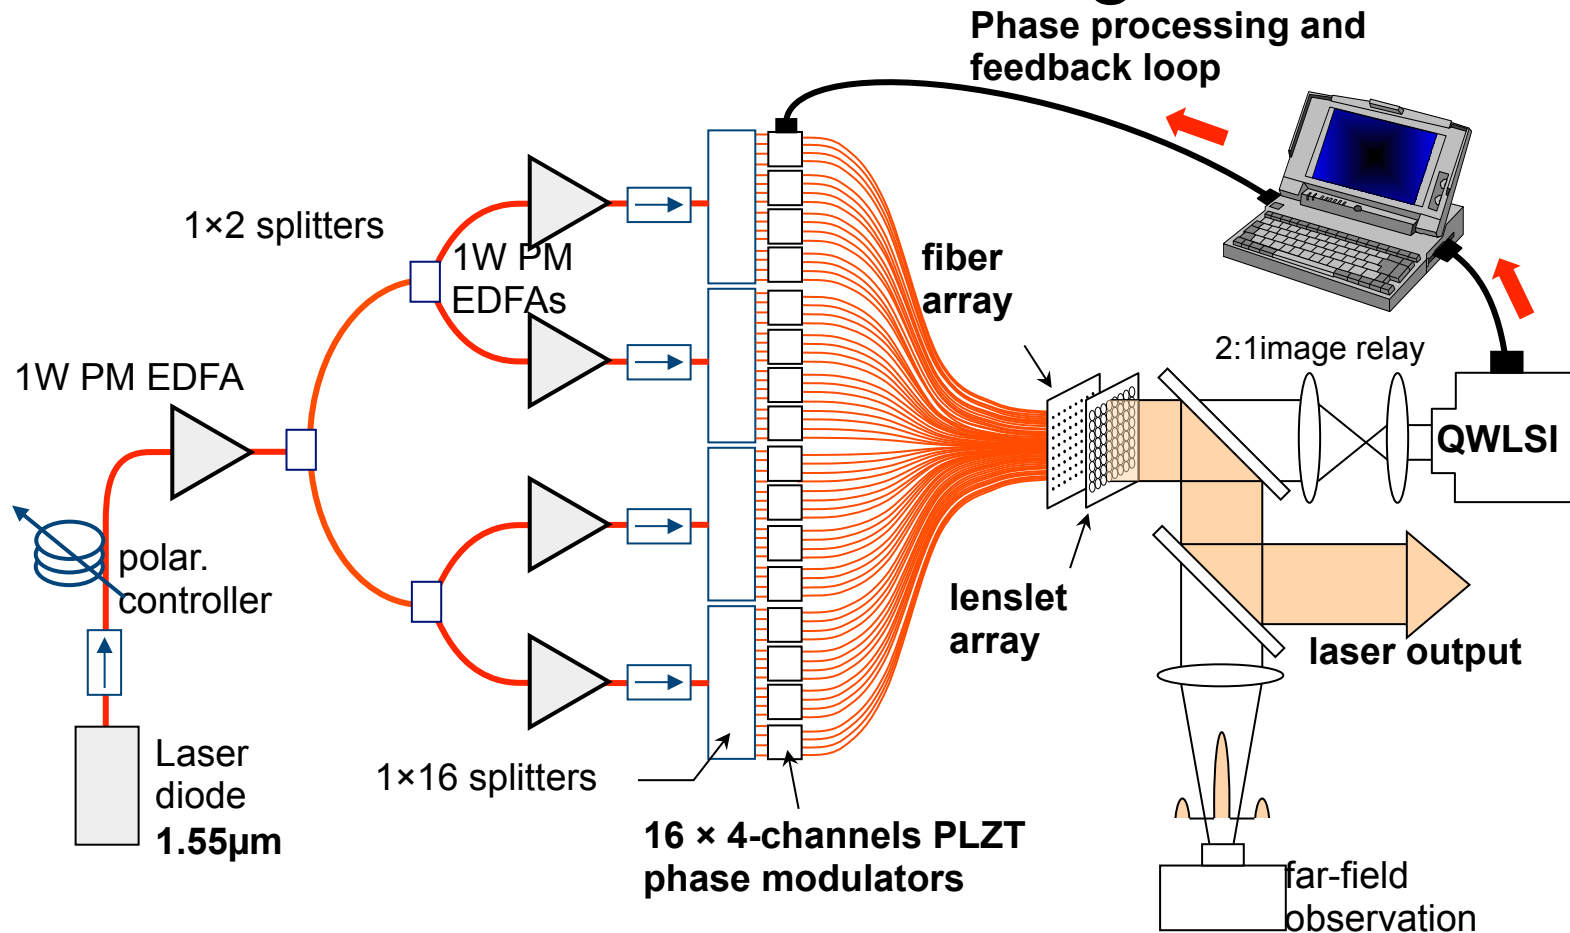 Phase processing and
feedback loop
1×2 splitters
1W PM
EDFAs
fiber
array
2:1image relay
1W PM EDFA
QWLSI
polar.
controller
lenslet
array
laser output
Laser
diode
1.55µm
1×16 splitters
16 × 4-channels PLZT
phase modulators
far-field
observation